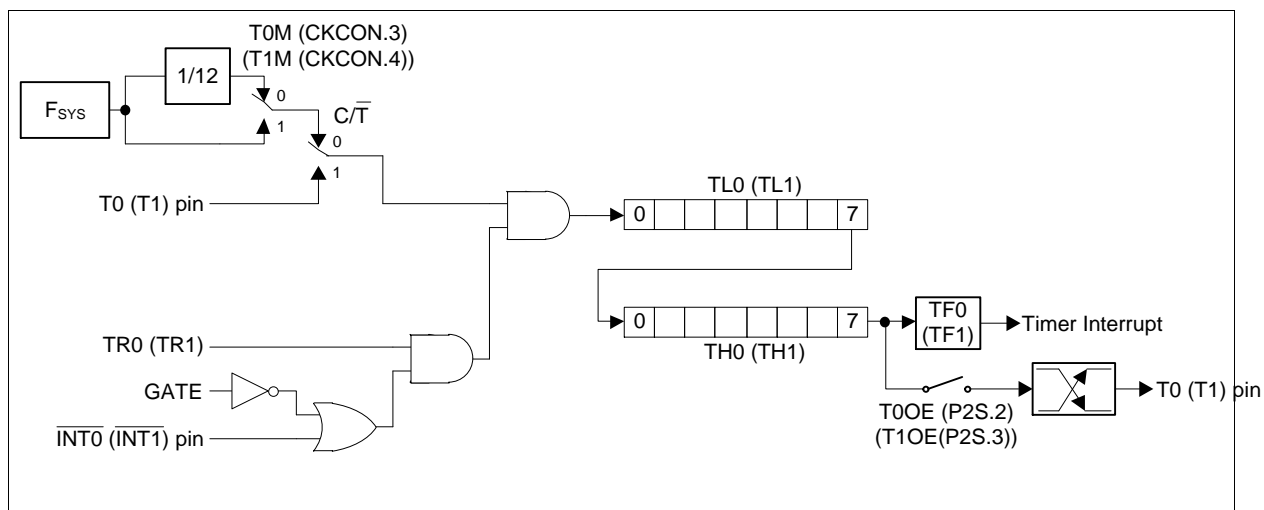 T0M (CKCON.3)
(T1M (CKCON.4))
1/12
FSYS
0
1
C/T̅
0
1
T0 (T1) pin
TL0 (TL1)
0 7
0 7
TH0 (TH1)
TF0
(TF1)
Timer Interrupt
TR0 (TR1)
GATE
I̅N̅T̅0̅ (I̅N̅T̅1̅) pin
T0OE (P2S.2)
(T1OE(P2S.3))
T0 (T1) pin